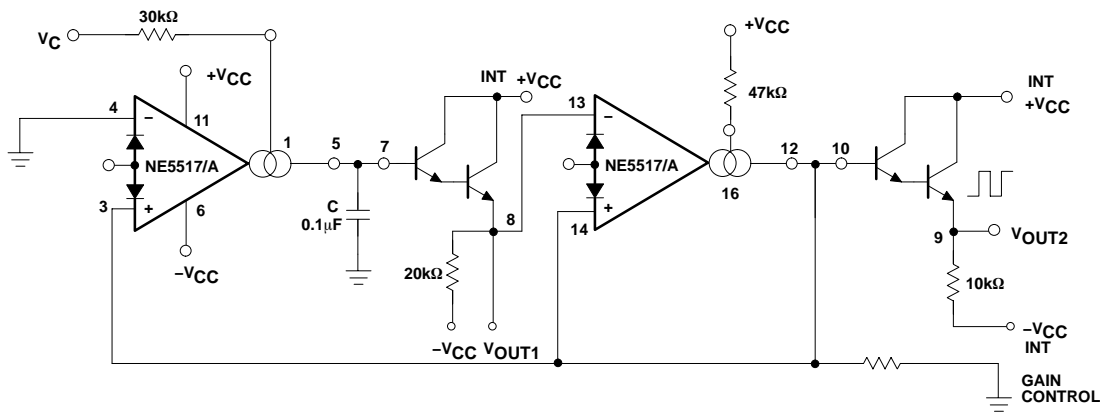 30kΩ
VC
+VCC
4
−
11
NE5517/A
1
5
7
3
+
6
−VCC
C
0.1µF
INT
+VCC
8
20kΩ
−VCC
VOUT1
+VCC
47kΩ
13
−
NE5517/A
12
10
16
+
14
INT
+VCC
9
VOUT2
10kΩ
−VCC
INT
GAIN
CONTROL